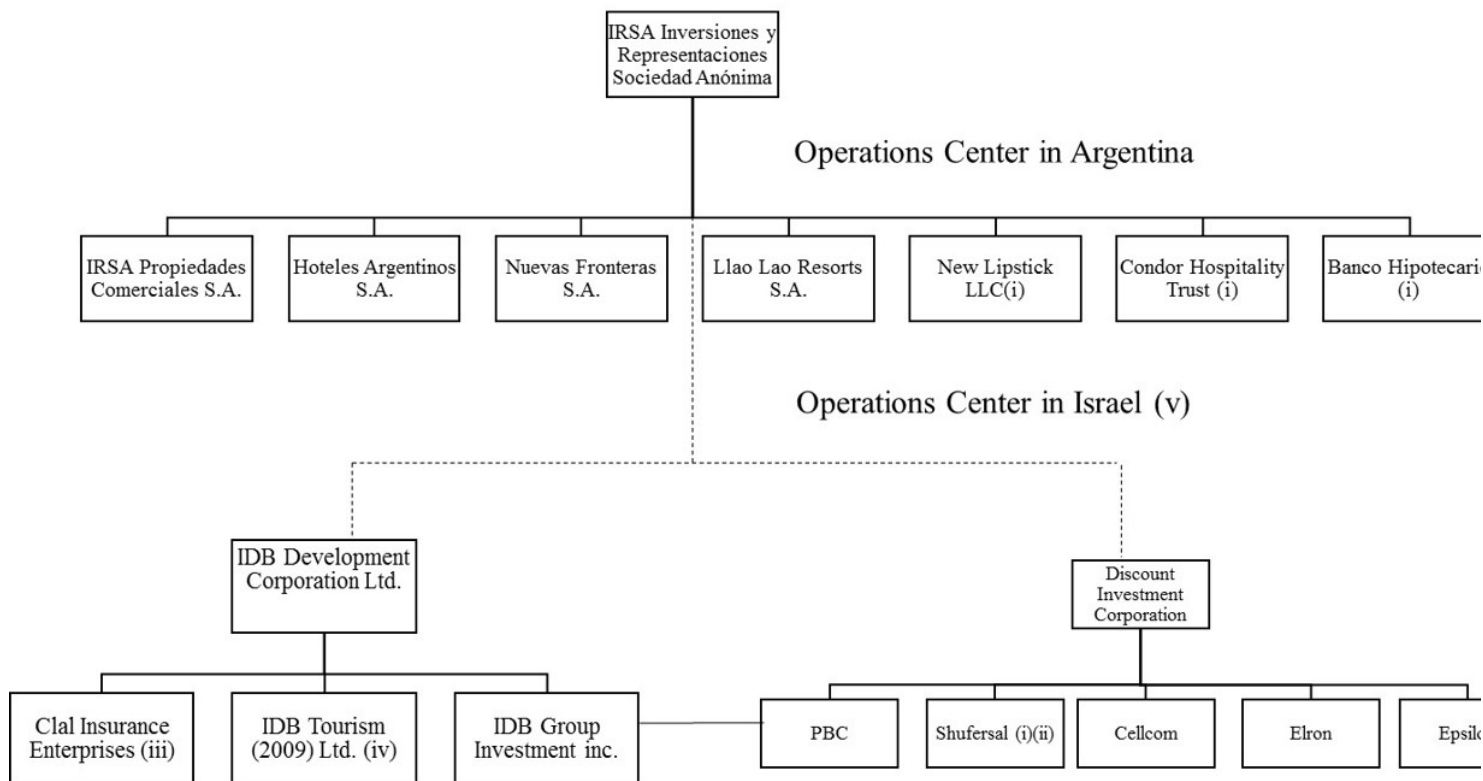 IRSA Inversiones y
Representaciones
Sociedad Anónima
Operations Center in Argentina
IRSA Propiedades
Comerciales S.A.
Hoteles Argentinos
S.A.
Nuevas Fronteras
S.A.
Llao Lao Resorts
S.A.
New Lipstick
LLC(i)
Condor Hospitality
Trust (i)
Banco Hipotecario
(i)
Operations Center in Israel (v)
IDB Development
Corporation Ltd.
Discount
Investment
Corporation
Clal Insurance
Enterprises (iii)
IDB Tourism
(2009) Ltd. (iv)
IDB Group
Investment inc.
PBC
Shufersal (i)(ii)
Cellcom
Elron